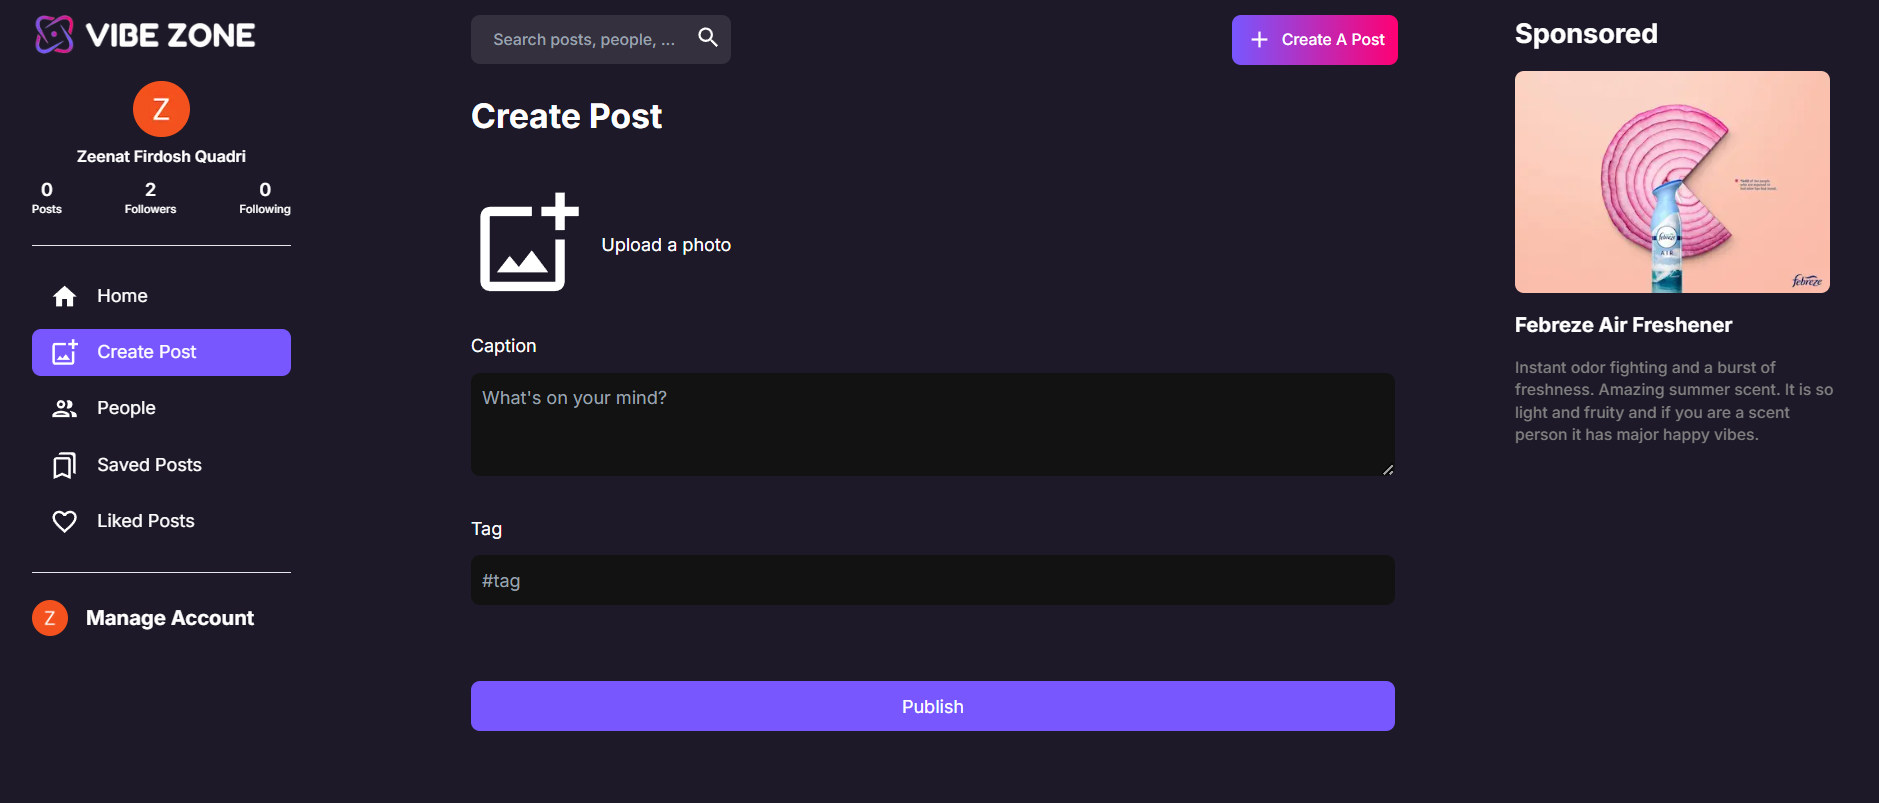 VIBE ZONE
Z
Zeenat Firdosh Quadri
0 2 0
Posts Followers Following
Home
Create Post
People
Saved Posts
Liked Posts
Z Manage Account
Search posts, people, ...
Create A Post
Create Post
Upload a photo
Caption
What's on your mind?
Tag
#tag
Publish
Sponsored
febreze
AIR
febreze
Febreze Air Freshener
Instant odor fighting and a burst of
freshness. Amazing summer scent. It is so
light and fruity and if you are a scent
person it has major happy vibes.